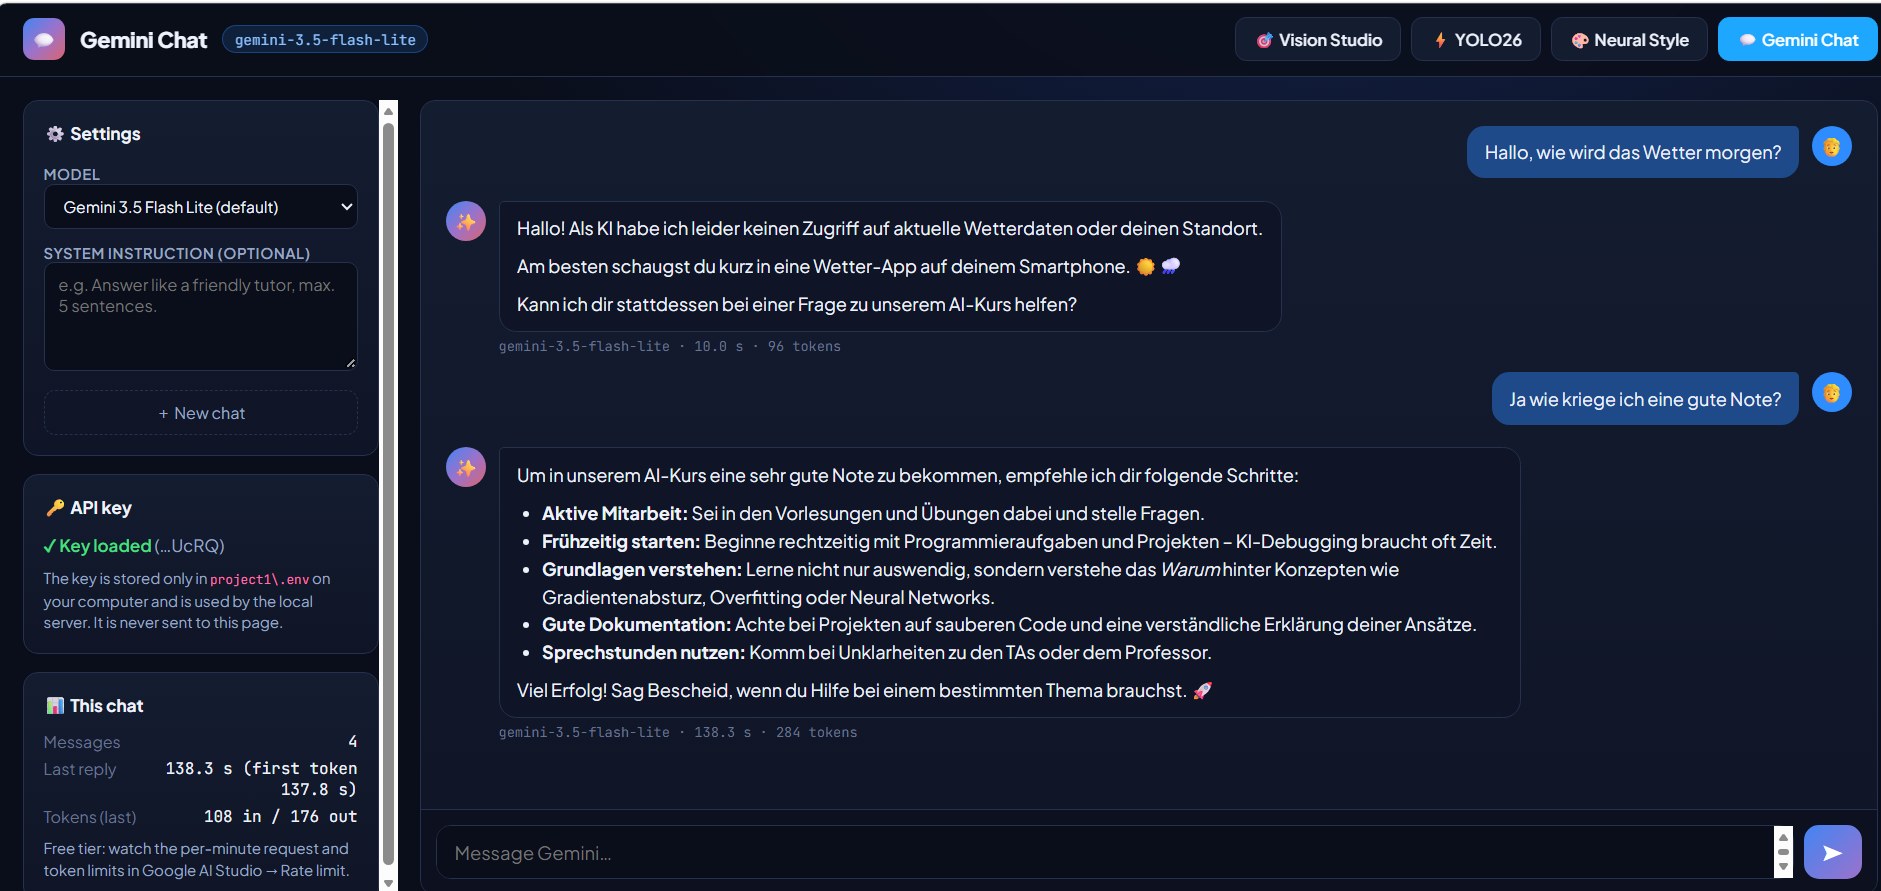 Gemini Chat
gemini-3.5-flash-lite
Vision Studio
YOLO26
Neural Style
Gemini Chat
Settings
MODEL
Gemini 3.5 Flash Lite (default)
SYSTEM INSTRUCTION (OPTIONAL)
e.g. Answer like a friendly tutor, max.
5 sentences.
+ New chat
API key
✓ Key loaded (…UcRQ)
The key is stored only in project1\.env on
your computer and is used by the local
server. It is never sent to this page.
This chat
Messages 4
Last reply 138.3 s (first token
137.8 s)
Tokens (last) 108 in / 176 out
Free tier: watch the per-minute request and
token limits in Google AI Studio → Rate limit.
Hallo, wie wird das Wetter morgen?
Hallo! Als KI habe ich leider keinen Zugriff auf aktuelle Wetterdaten oder deinen Standort.
Am besten schaugst du kurz in eine Wetter-App auf deinem Smartphone. ☀️ 🌧️
Kann ich dir stattdessen bei einer Frage zu unserem AI-Kurs helfen?
gemini-3.5-flash-lite · 10.0 s · 96 tokens
Ja wie kriege ich eine gute Note?
Um in unserem AI-Kurs eine sehr gute Note zu bekommen, empfehle ich dir folgende Schritte:
• Aktive Mitarbeit: Sei in den Vorlesungen und Übungen dabei und stelle Fragen.
• Frühzeitig starten: Beginne rechtzeitig mit Programmieraufgaben und Projekten – KI-Debugging braucht oft Zeit.
• Grundlagen verstehen: Lerne nicht nur auswendig, sondern verstehe das Warum hinter Konzepten wie
Gradientenabsturz, Overfitting oder Neural Networks.
• Gute Dokumentation: Achte bei Projekten auf sauberen Code und eine verständliche Erklärung deiner Ansätze.
• Sprechstunden nutzen: Komm bei Unklarheiten zu den TAs oder dem Professor.
Viel Erfolg! Sag Bescheid, wenn du Hilfe bei einem bestimmten Thema brauchst. 🚀
gemini-3.5-flash-lite · 138.3 s · 284 tokens
Message Gemini…